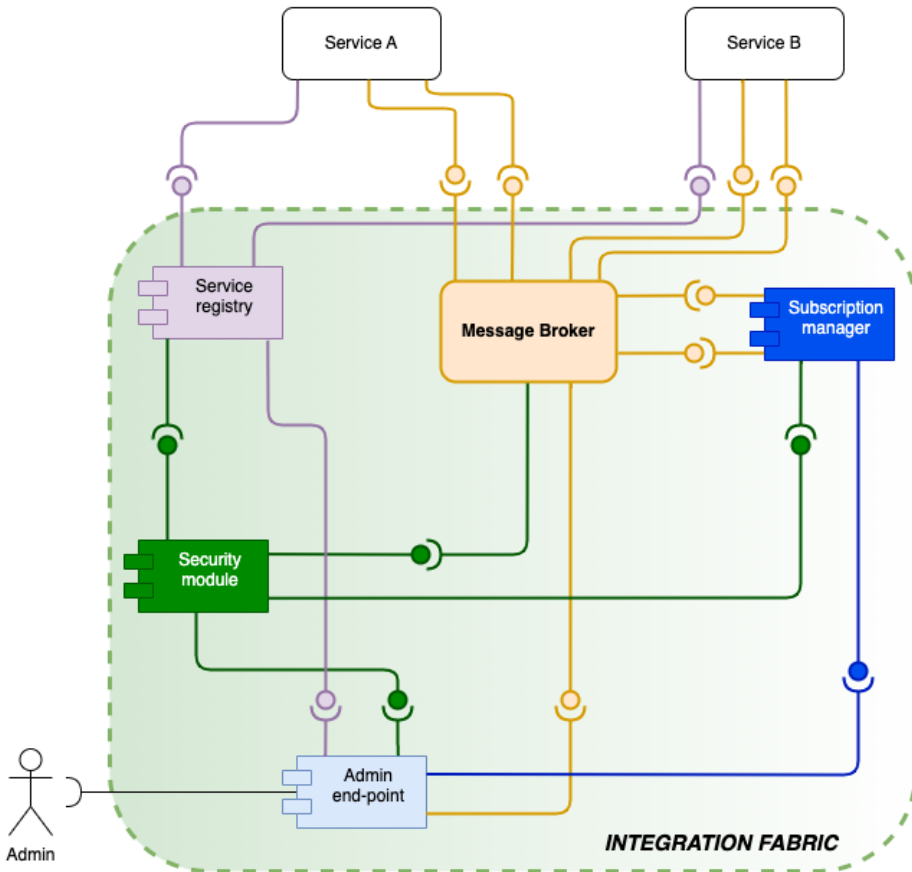 Service A
Service B
Service
registry
Message Broker
Subscription
manager
Security
module
Admin
end-point
Admin
INTEGRATION FABRIC